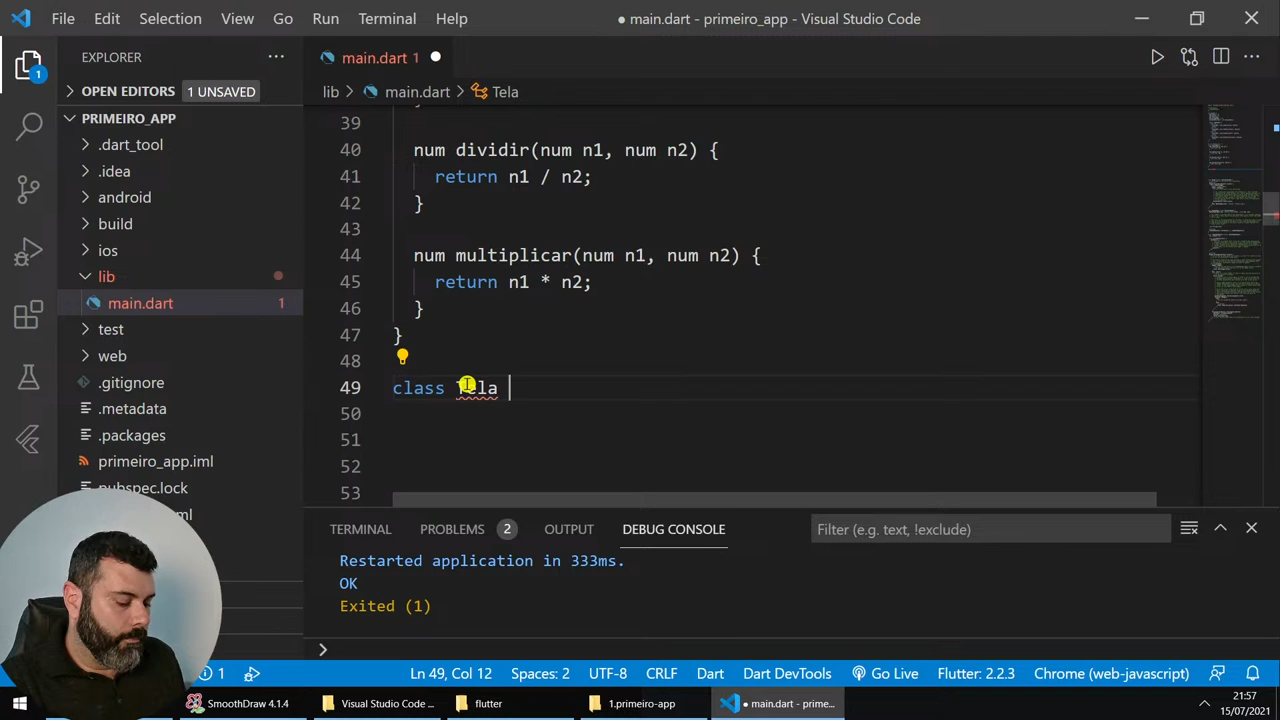 File Edit Selection View Go Run Terminal Help
● main.dart - primeiro_app - Visual Studio Code
EXPLORER
main.dart 1
OPEN EDITORS 1 UNSAVED
lib > main.dart > Tela
PRIMEIRO_APP
.dart_tool
.idea
android
build
ios
lib
main.dart 1
test
web
.gitignore
.metadata
.packages
primeiro_app.iml
pubspec.lock
1
39
40 num dividir(num n1, num n2) {
41 return n1 / n2;
42 }
43
44 num multiplicar(num n1, num n2) {
45 return n1 * n2;
46 }
47 }
48
49 class Tela
50
51
52
53
TERMINAL PROBLEMS 2 OUTPUT DEBUG CONSOLE
Filter (e.g. text, !exclude)
Restarted application in 333ms.
OK
Exited (1)
1 Ln 49, Col 12 Spaces: 2 UTF-8 CRLF Dart Dart DevTools Go Live Flutter: 2.2.3 Chrome (web-javascript)
SmoothDraw 4.1.4 Visual Studio Code ... flutter 1.primeiro-app ● main.dart - prime...
21:57
15/07/2021